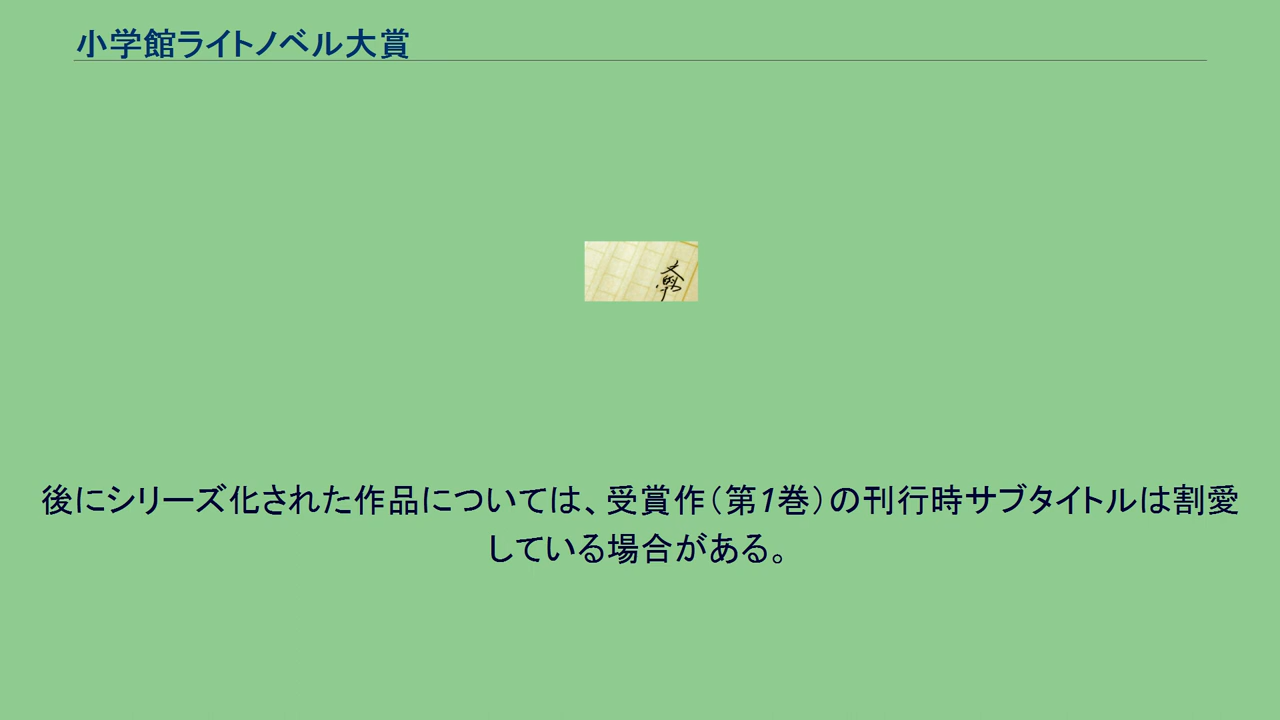 小学館ライトノベル大賞
後にシリーズ化された作品については、受賞作（第1巻）の刊行時サブタイトルは割愛
している場合がある。